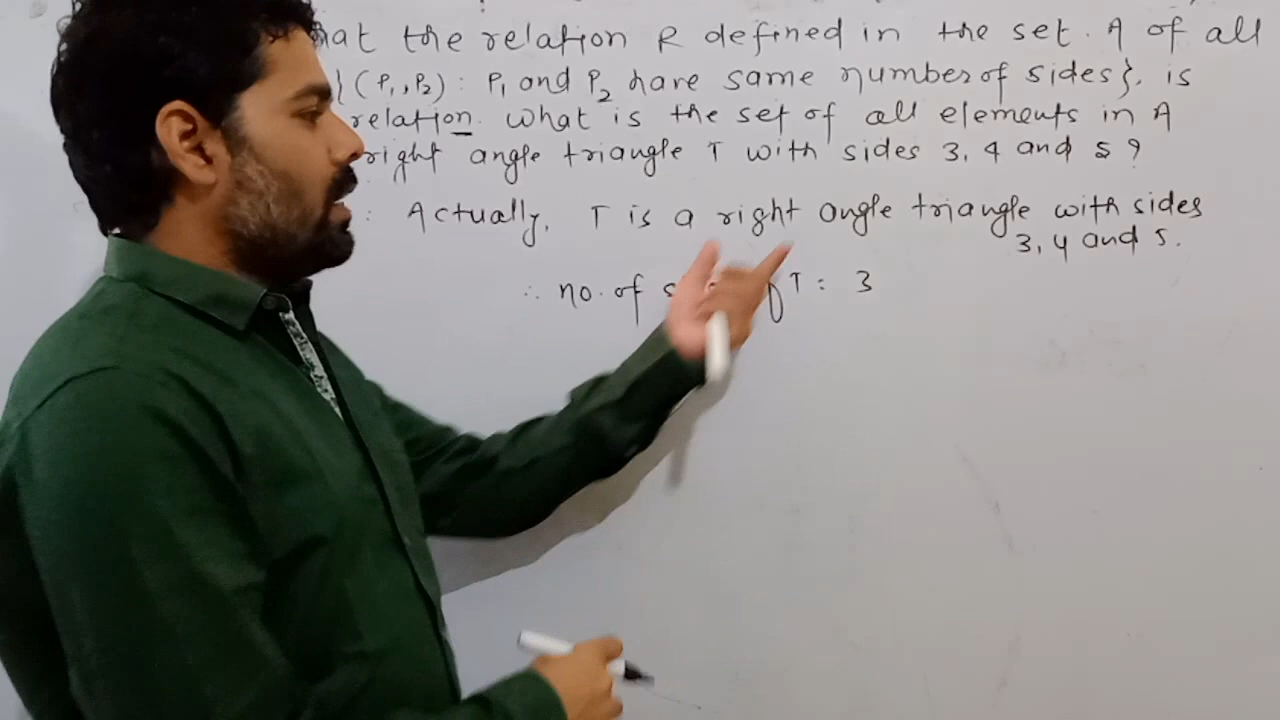 hat the relation R defined in the set A of all
{(P₁, P₂) : P₁ and P₂ have same number of sides}, is
relation. what is the set of all elements in A
right angle triangle T with sides 3, 4 and 5?
: Actually, T is a right angle triangle with sides
3, 4 and 5.
∴ no. of T = 3